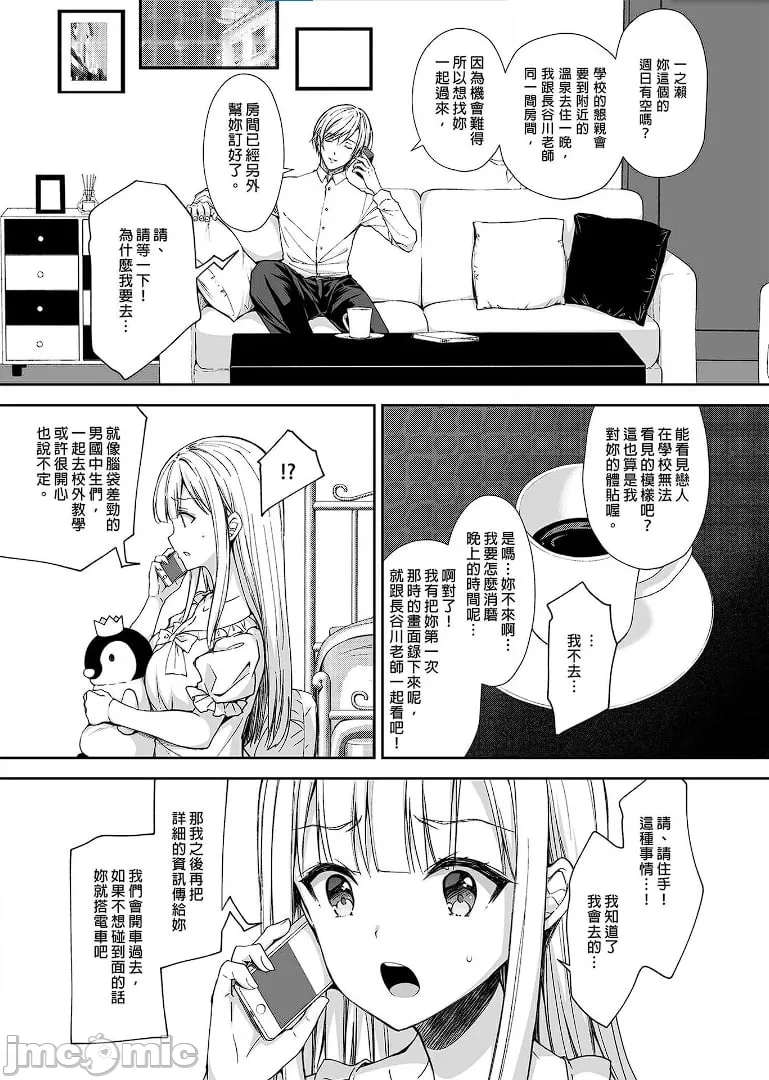 一之瀨
妳這個的
週日有空嗎？
學校的懇親會
要到附近的
溫泉去住一晚，
我跟長谷川老師
同一間房間，
因為機會難得
所以想找妳
一起過來，
房間已經另外
幫妳訂好了。
請、
請等一下！
為什麼我要去…
能看見戀人
在學校無法
看見的模樣吧？
這也算是我
對妳的體貼喔。
…
我不去…
是嗎…妳不來啊…
我要怎麼消磨
晚上的時間呢…
啊對了！
我有把妳第一次
那時的畫面錄下來呢，
就跟長谷川老師一起看吧！
!?
就像腦袋差勁的
男國中生們，
一起去校外教學
或許很開心
也說不定。
請、請住手！
這種事情…！
我知道了
我會去的…
那我之後再把
詳細的資訊傳給妳
我們會開車過去，
如果不想碰到面的話
妳就搭電車吧
jmcomic